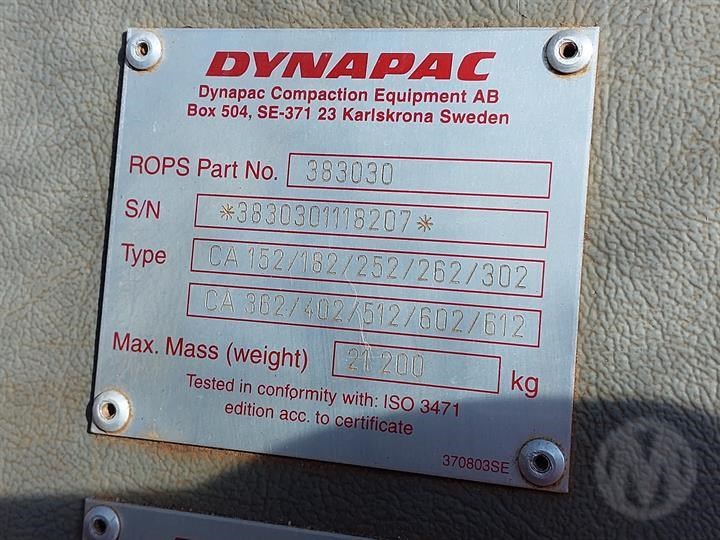 DYNAPAC
Dynapac Compaction Equipment AB
Box 504, SE-371 23 Karlskrona Sweden
ROPS Part No. 383030
S/N *3830301118207*
Type CA 152/182/252/262/302
CA 362/402/512/602/612
Max. Mass (weight) 21 200 kg
Tested in conformity with: ISO 3471
edition acc. to certificate
370803SE